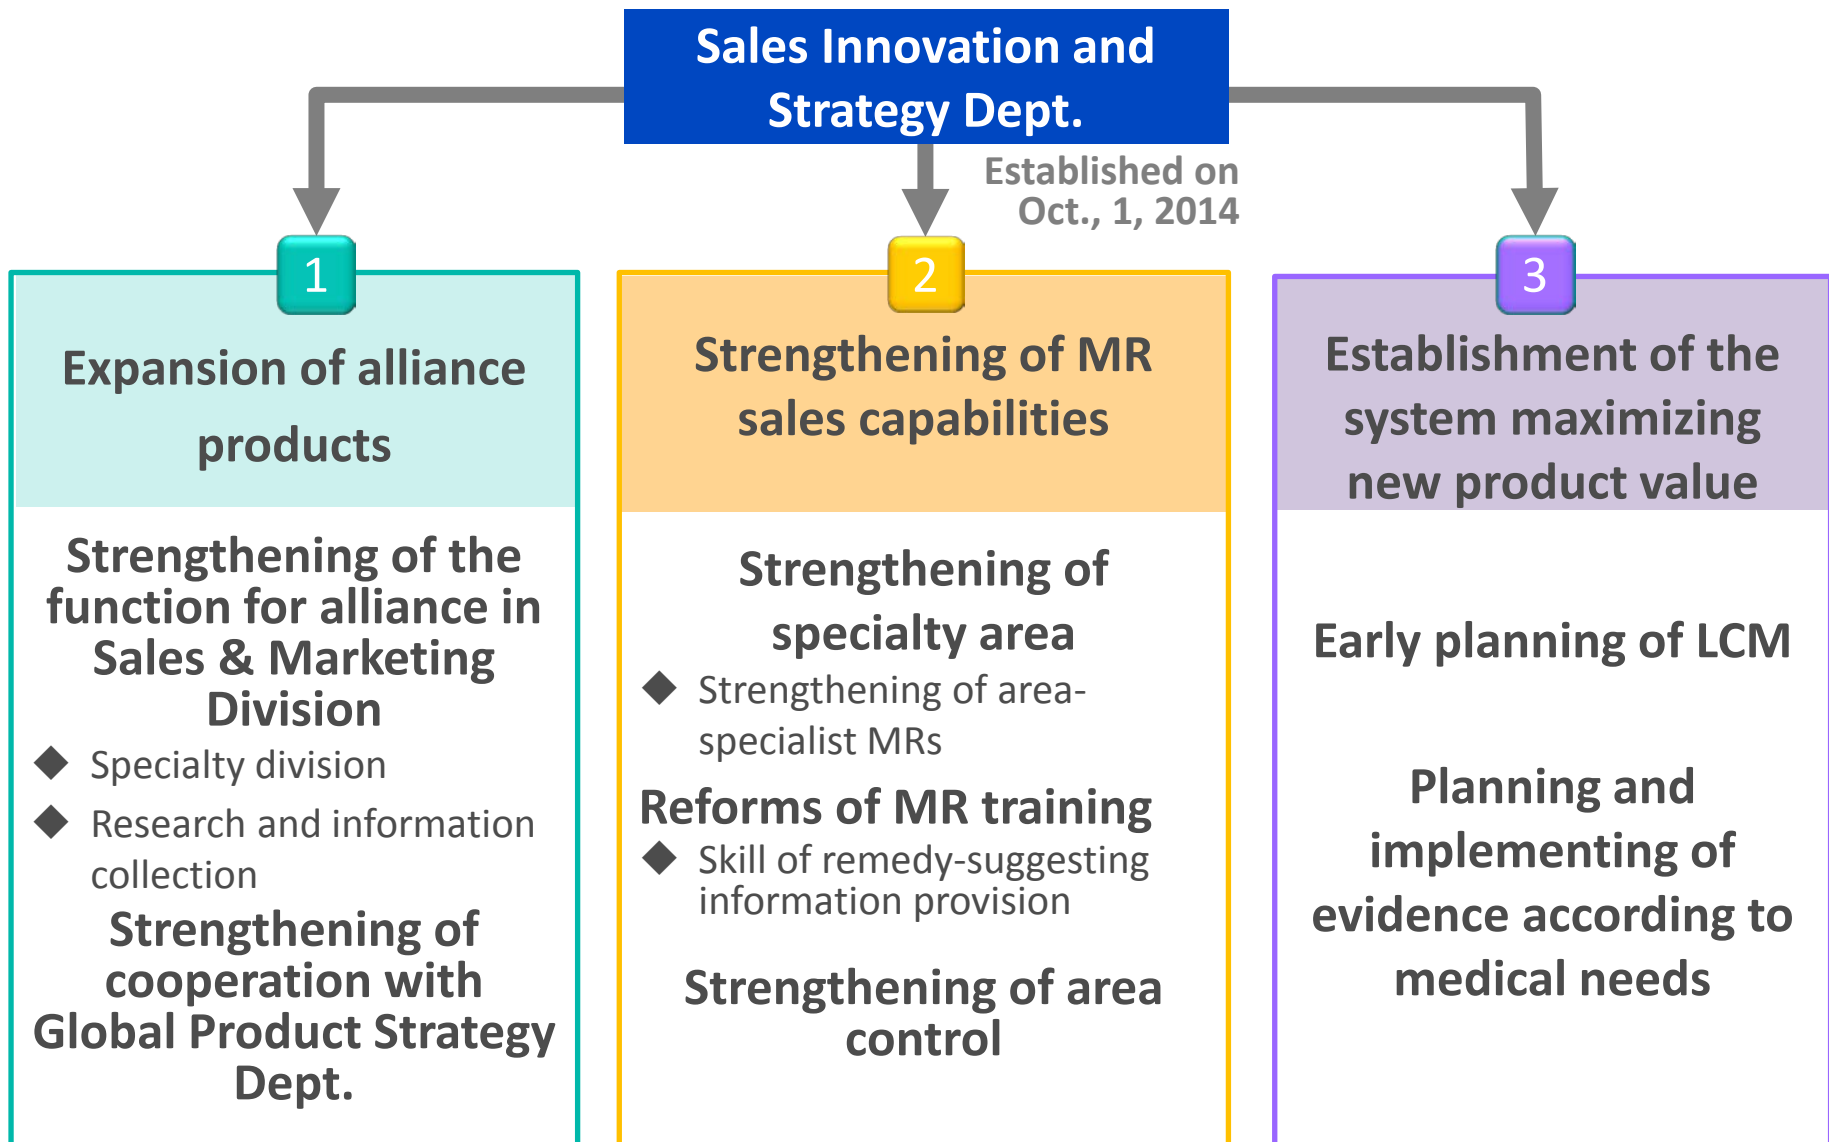 Sales Innovation and
Strategy Dept.
Established on
Oct., 1, 2014
1
Expansion of alliance
products
Strengthening of the
function for alliance in
Sales & Marketing
Division
◆ Specialty division
◆ Research and information
collection
Strengthening of
cooperation with
Global Product Strategy
Dept.
2
Strengthening of MR
sales capabilities
Strengthening of
specialty area
◆ Strengthening of area-
specialist MRs
Reforms of MR training
◆ Skill of remedy-suggesting
information provision
Strengthening of area
control
3
Establishment of the
system maximizing
new product value
Early planning of LCM
Planning and
implementing of
evidence according to
medical needs